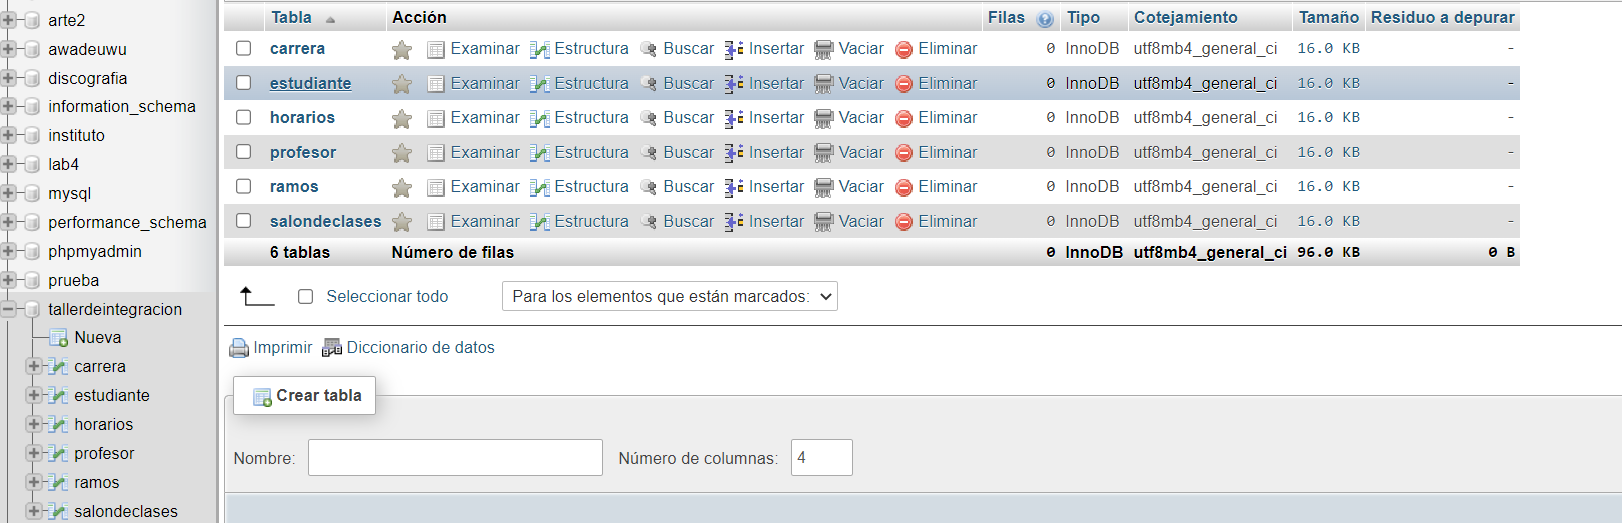 arte2
awadeuwu
discografia
information_schema
instituto
lab4
mysql
performance_schema
phpmyadmin
prueba
tallerdeintegracion
Nueva
carrera
estudiante
horarios
profesor
ramos
salondeclases
Tabla Acción Filas Tipo Cotejamiento Tamaño Residuo a depurar
carrera Examinar Estructura Buscar Insertar Vaciar Eliminar 0 InnoDB utf8mb4_general_ci 16.0 KB -
estudiante Examinar Estructura Buscar Insertar Vaciar Eliminar 0 InnoDB utf8mb4_general_ci 16.0 KB -
horarios Examinar Estructura Buscar Insertar Vaciar Eliminar 0 InnoDB utf8mb4_general_ci 16.0 KB -
profesor Examinar Estructura Buscar Insertar Vaciar Eliminar 0 InnoDB utf8mb4_general_ci 16.0 KB -
ramos Examinar Estructura Buscar Insertar Vaciar Eliminar 0 InnoDB utf8mb4_general_ci 16.0 KB -
salondeclases Examinar Estructura Buscar Insertar Vaciar Eliminar 0 InnoDB utf8mb4_general_ci 16.0 KB -
6 tablas Número de filas 0 InnoDB utf8mb4_general_ci 96.0 KB 0 B
Seleccionar todo Para los elementos que están marcados:
Imprimir Diccionario de datos
Crear tabla
Nombre: Número de columnas: 4